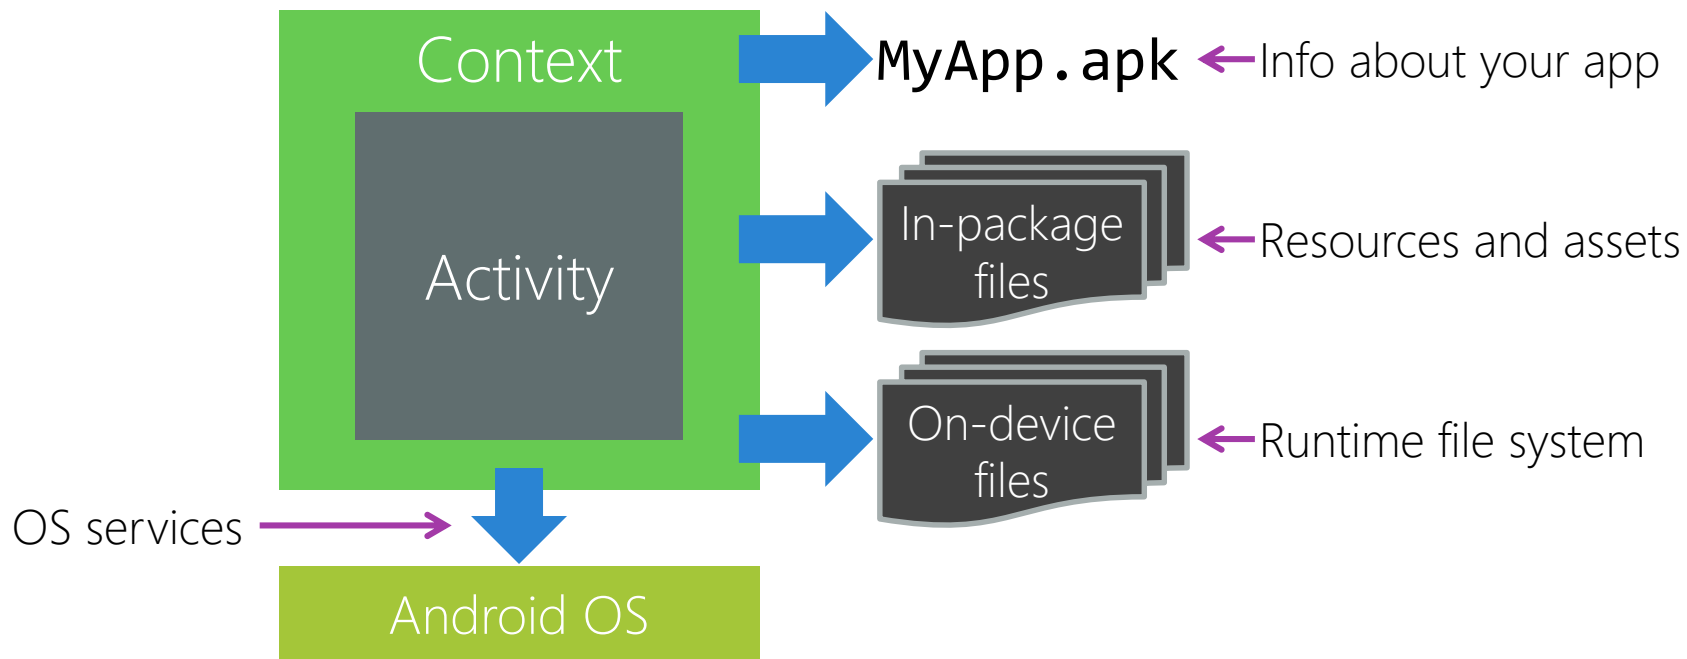 Context
MyApp.apk
Info about your app
Activity
In-package
files
Resources and assets
On-device
files
Runtime file system
OS services
Android OS